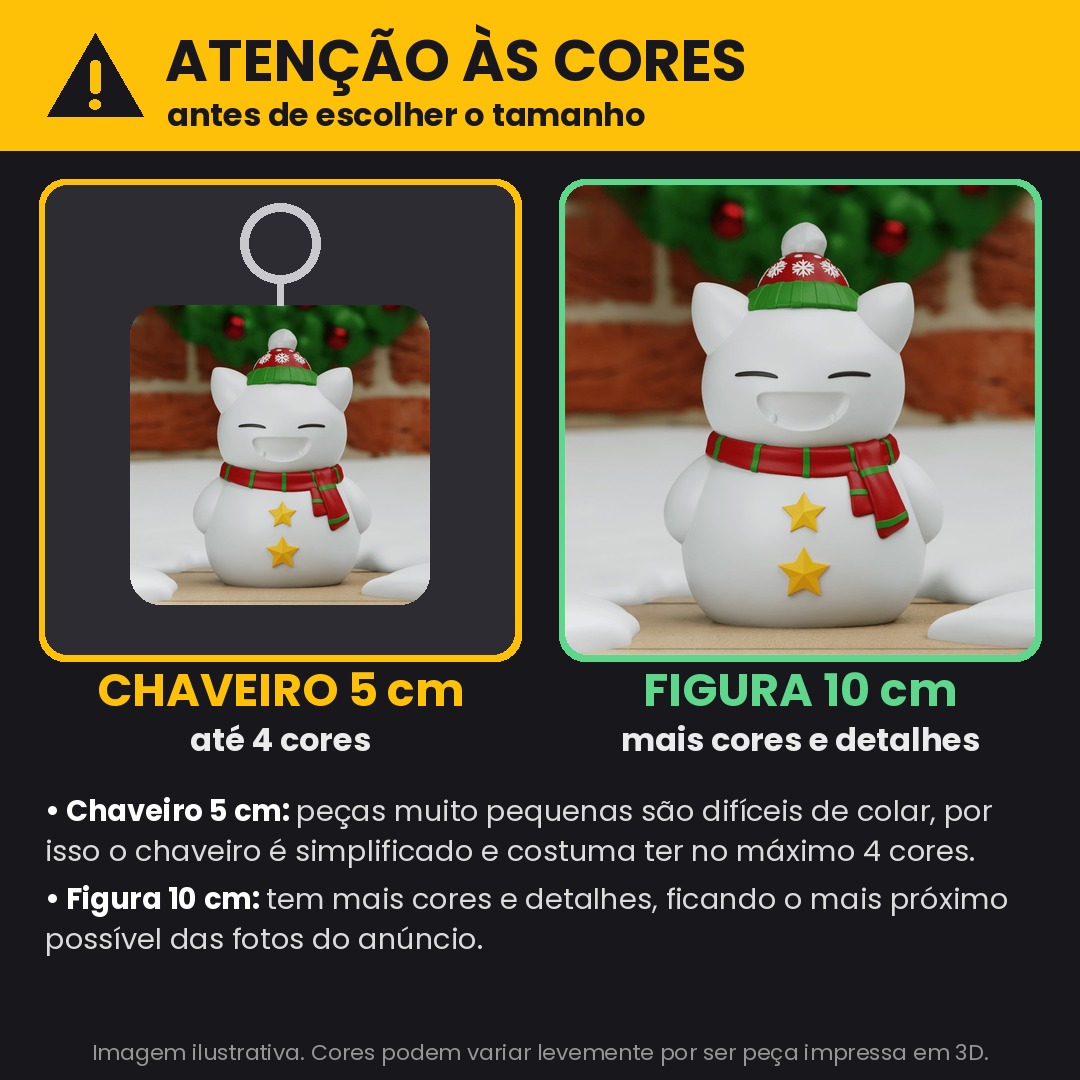 ATENÇÃO ÀS CORES
antes de escolher o tamanho
CHAVEIRO 5 cm
até 4 cores
FIGURA 10 cm
mais cores e detalhes
• Chaveiro 5 cm: peças muito pequenas são difíceis de colar, por
isso o chaveiro é simplificado e costuma ter no máximo 4 cores.
• Figura 10 cm: tem mais cores e detalhes, ficando o mais próximo
possível das fotos do anúncio.
Imagem ilustrativa. Cores podem variar levemente por ser peça impressa em 3D.